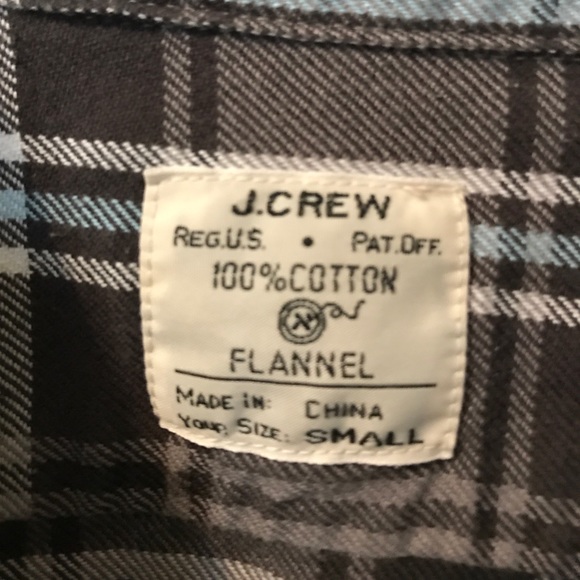 J.CREW
REG.U.S. • PAT.OFF.
100% COTTON
FLANNEL
MADE IN: CHINA
YOUR SIZE: SMALL